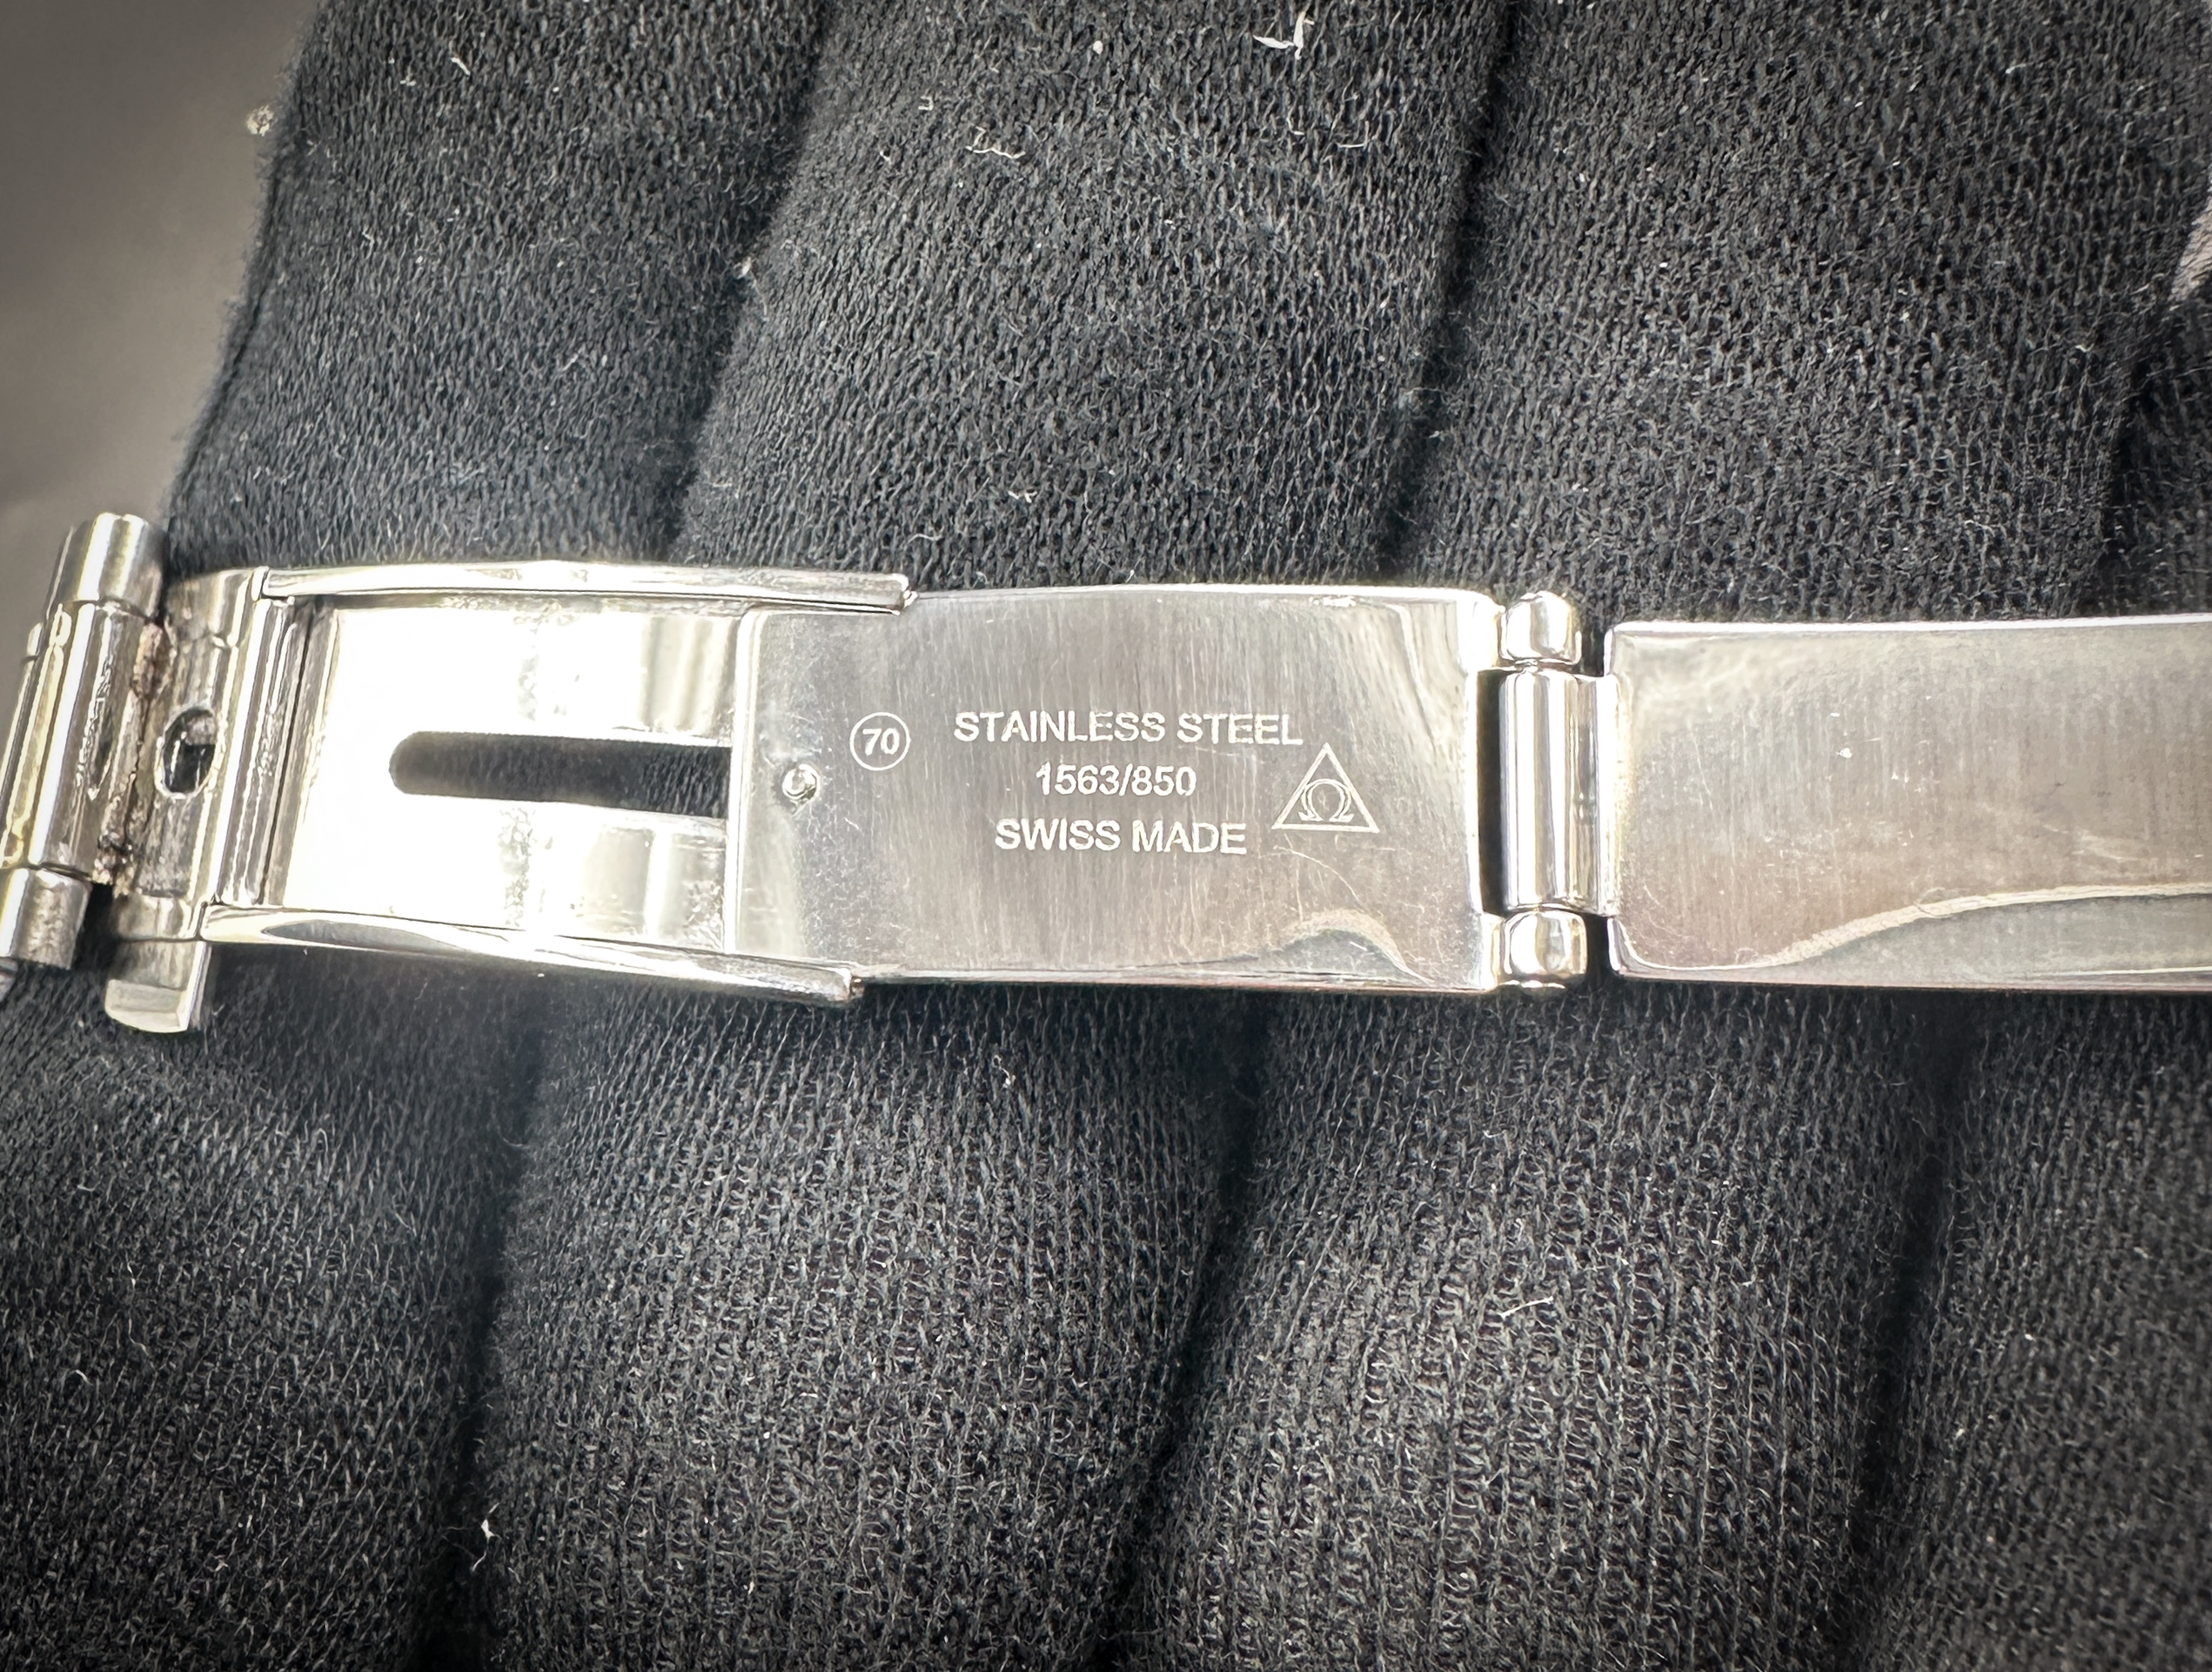 70
STAINLESS STEEL
1563/850
SWISS MADE
Ω